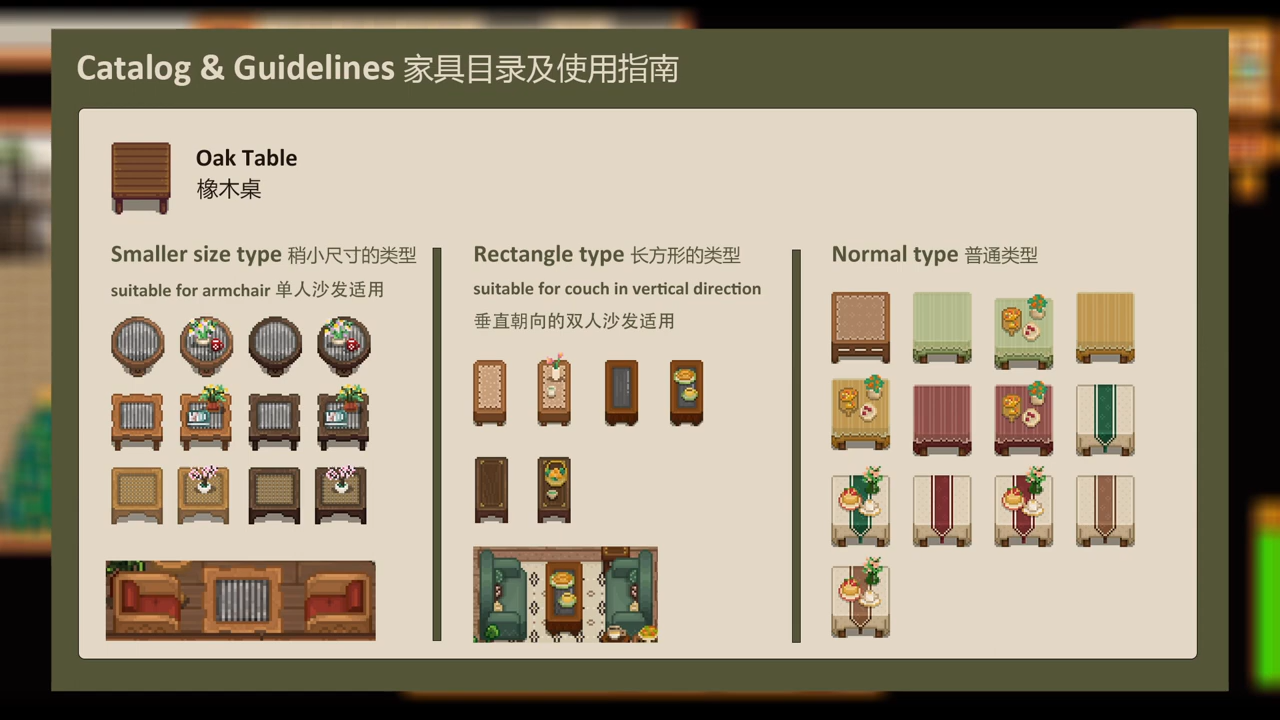 Catalog & Guidelines 家具目录及使用指南
Oak Table
橡木桌
Smaller size type 稍小尺寸的类型
suitable for armchair 单人沙发适用
Rectangle type 长方形的类型
suitable for couch in vertical direction
垂直朝向的双人沙发适用
Normal type 普通类型